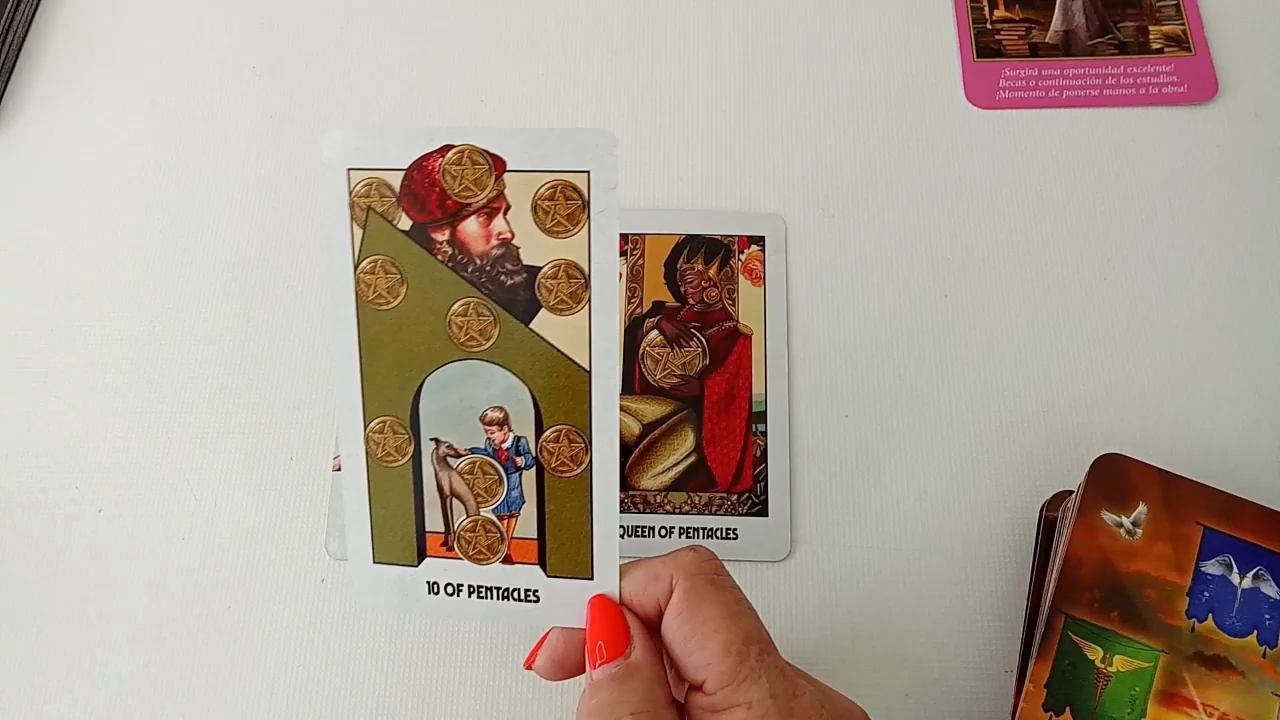 ¡Surgirá una oportunidad excelente!
Becas o continuación de los estudios.
¡Momento de ponerse manos a la obra!
QUEEN OF PENTACLES
10 OF PENTACLES